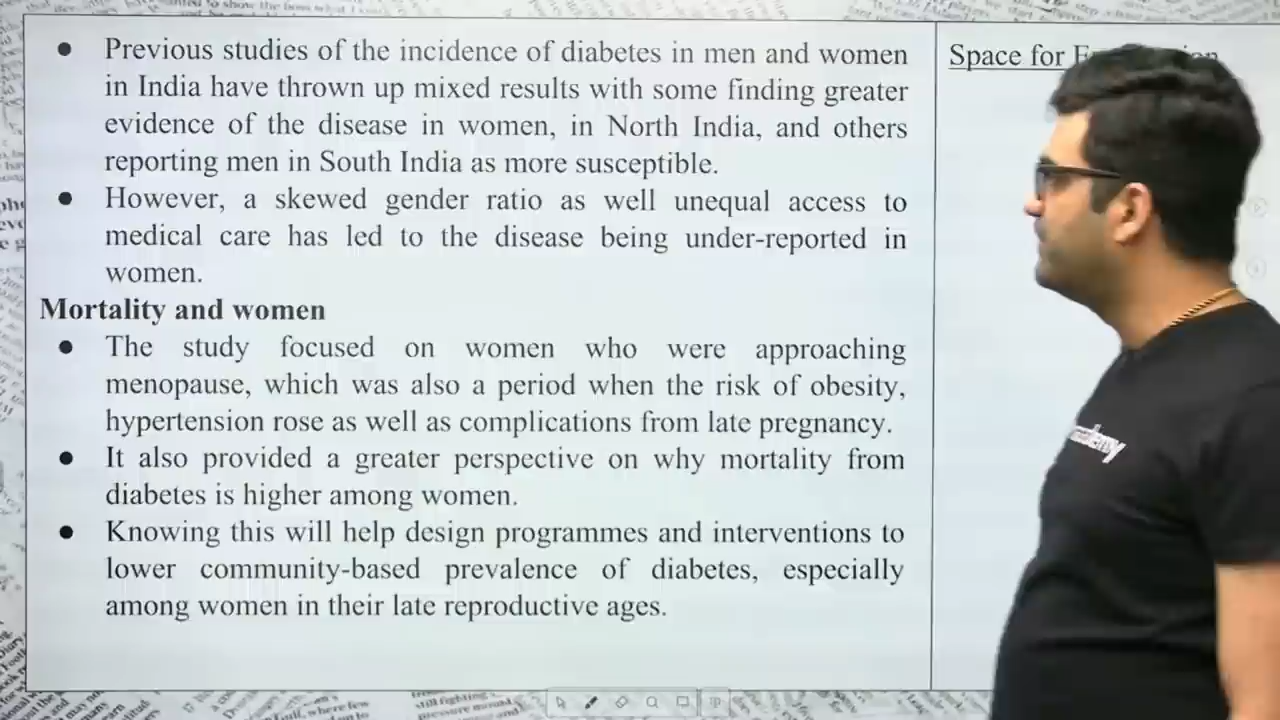 ● Previous studies of the incidence of diabetes in men and women
in India have thrown up mixed results with some finding greater
evidence of the disease in women, in North India, and others
reporting men in South India as more susceptible.
● However, a skewed gender ratio as well unequal access to
medical care has led to the disease being under-reported in
women.
Mortality and women
● The study focused on women who were approaching
menopause, which was also a period when the risk of obesity,
hypertension rose as well as complications from late pregnancy.
● It also provided a greater perspective on why mortality from
diabetes is higher among women.
● Knowing this will help design programmes and interventions to
lower community-based prevalence of diabetes, especially
among women in their late reproductive ages.
Space for